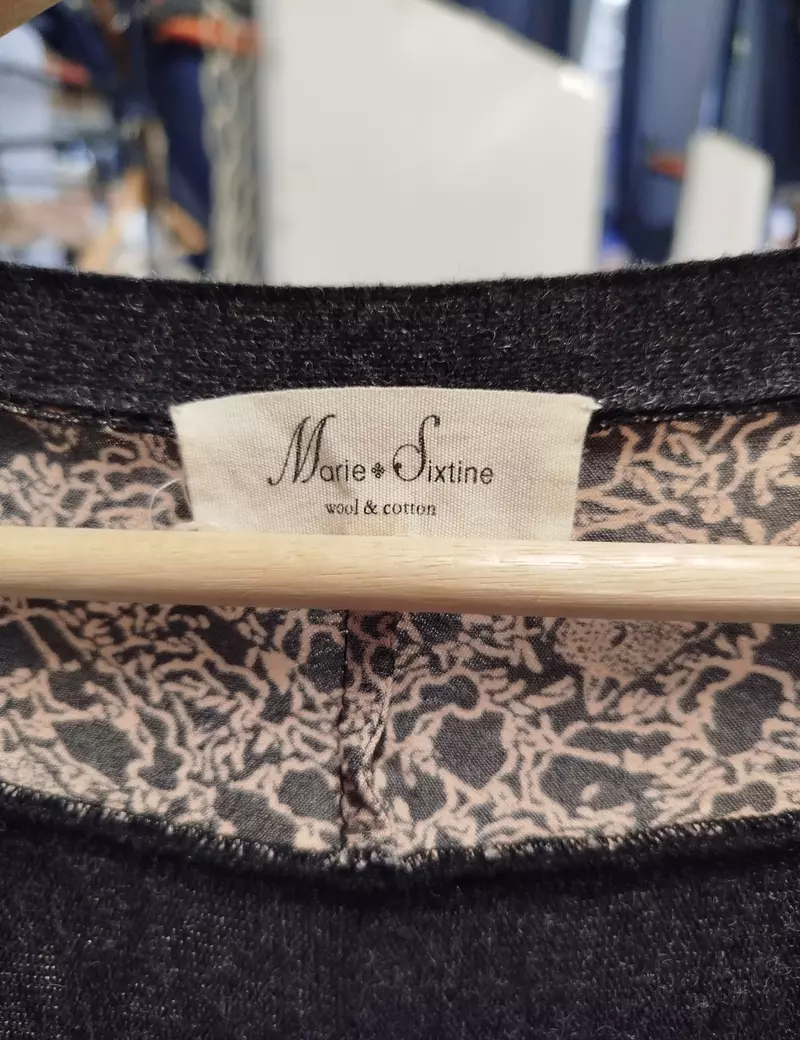 Marie Sixtine
wool & cotton